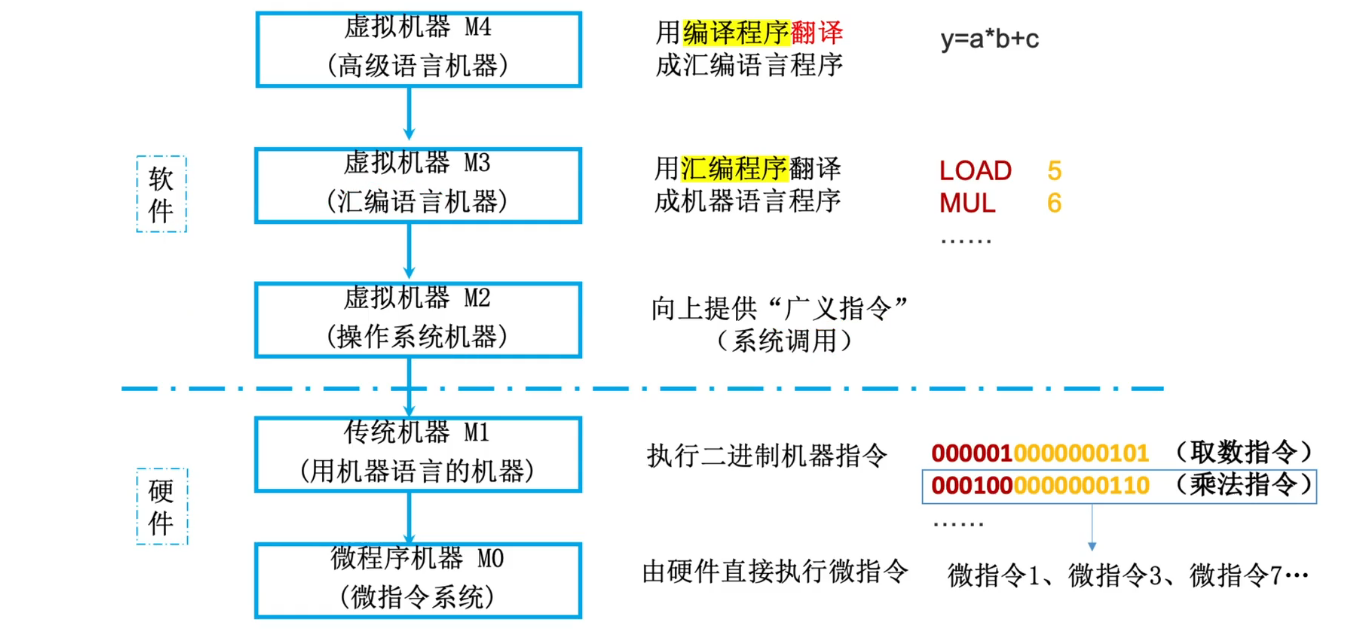 虚拟机器 M4
(高级语言机器)
用编译程序翻译
成汇编语言程序
y=a*b+c
软
件
虚拟机器 M3
(汇编语言机器)
用汇编程序翻译
成机器语言程序
LOAD 5
MUL 6
……
虚拟机器 M2
(操作系统机器)
向上提供“广义指令”
（系统调用）
硬
件
传统机器 M1
(用机器语言的机器)
执行二进制机器指令
0000010000000101 （取数指令）
0001000000000110 （乘法指令）
……
微程序机器 M0
(微指令系统)
由硬件直接执行微指令
微指令1、微指令3、微指令7…